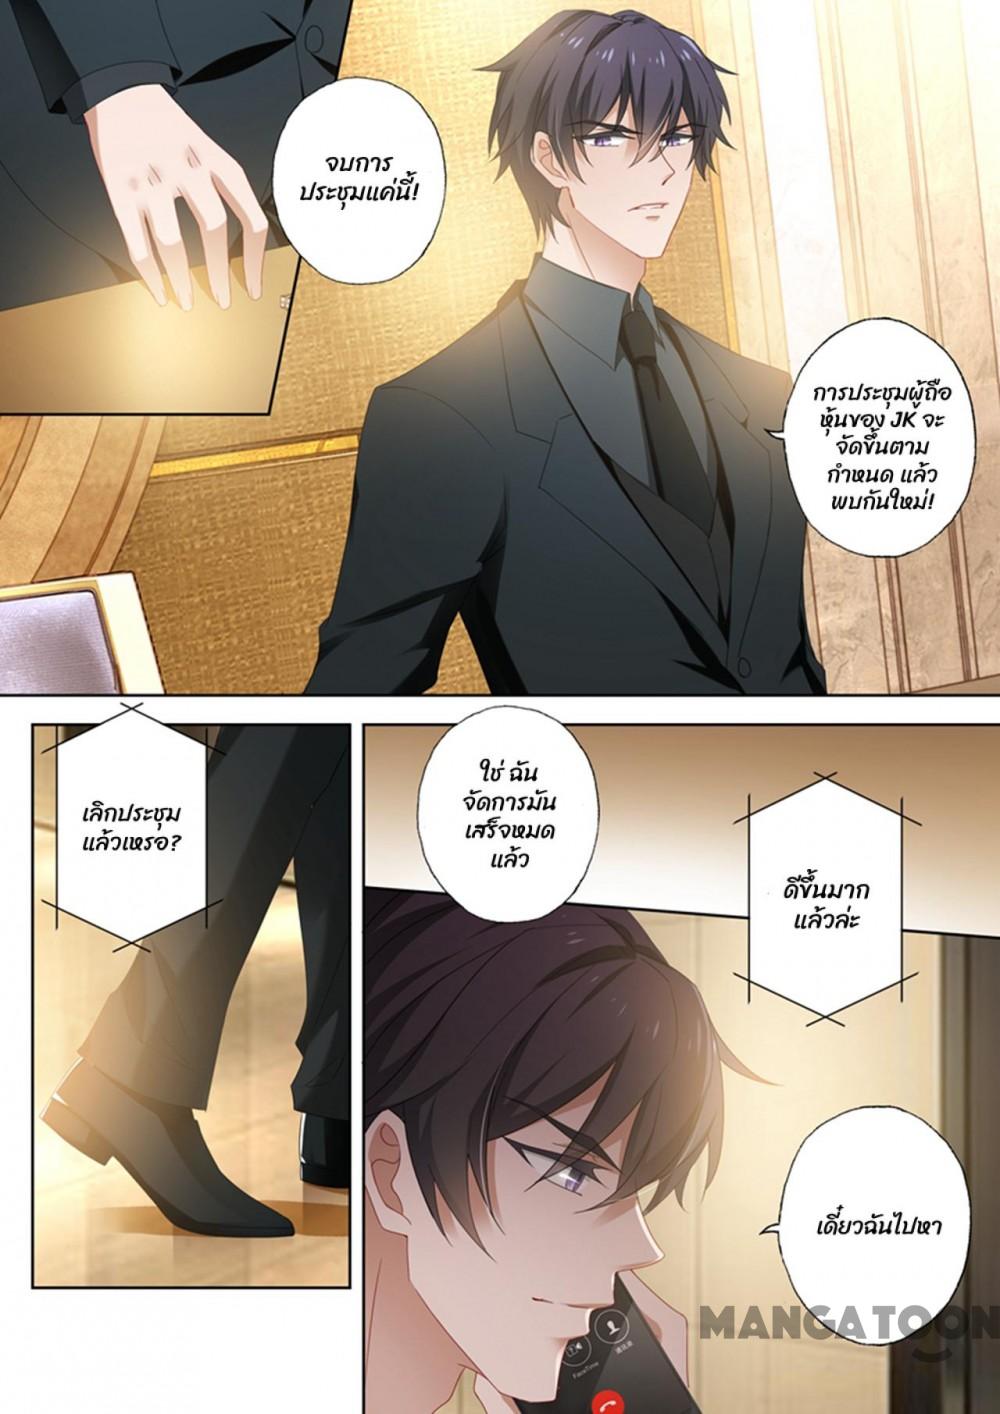 จบการ
ประชุมแค่นี้!
การประชุมผู้ถือ
หุ้นของ JK จะ
จัดขึ้นตาม
กำหนด แล้ว
พบกันใหม่!
เลิกประชุม
แล้วเหรอ?
ใช่ ฉัน
จัดการมัน
เสร็จหมด
แล้ว
ดีขึ้นมาก
แล้วล่ะ
เดี๋ยวฉันไปหา
MANGATOON
FaceTime
通讯录